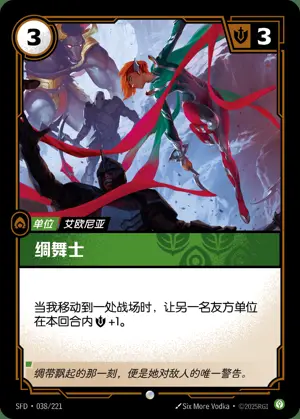 3
3
单位 艾欧尼亚
绸舞士
当我移动到一处战场时，让另一名友方单位
在本回合内 +1。
绸带飘起的那一刻，便是她对敌人的唯一警告。
SFD • 038/221
Six More Vodka • ©2025RGI